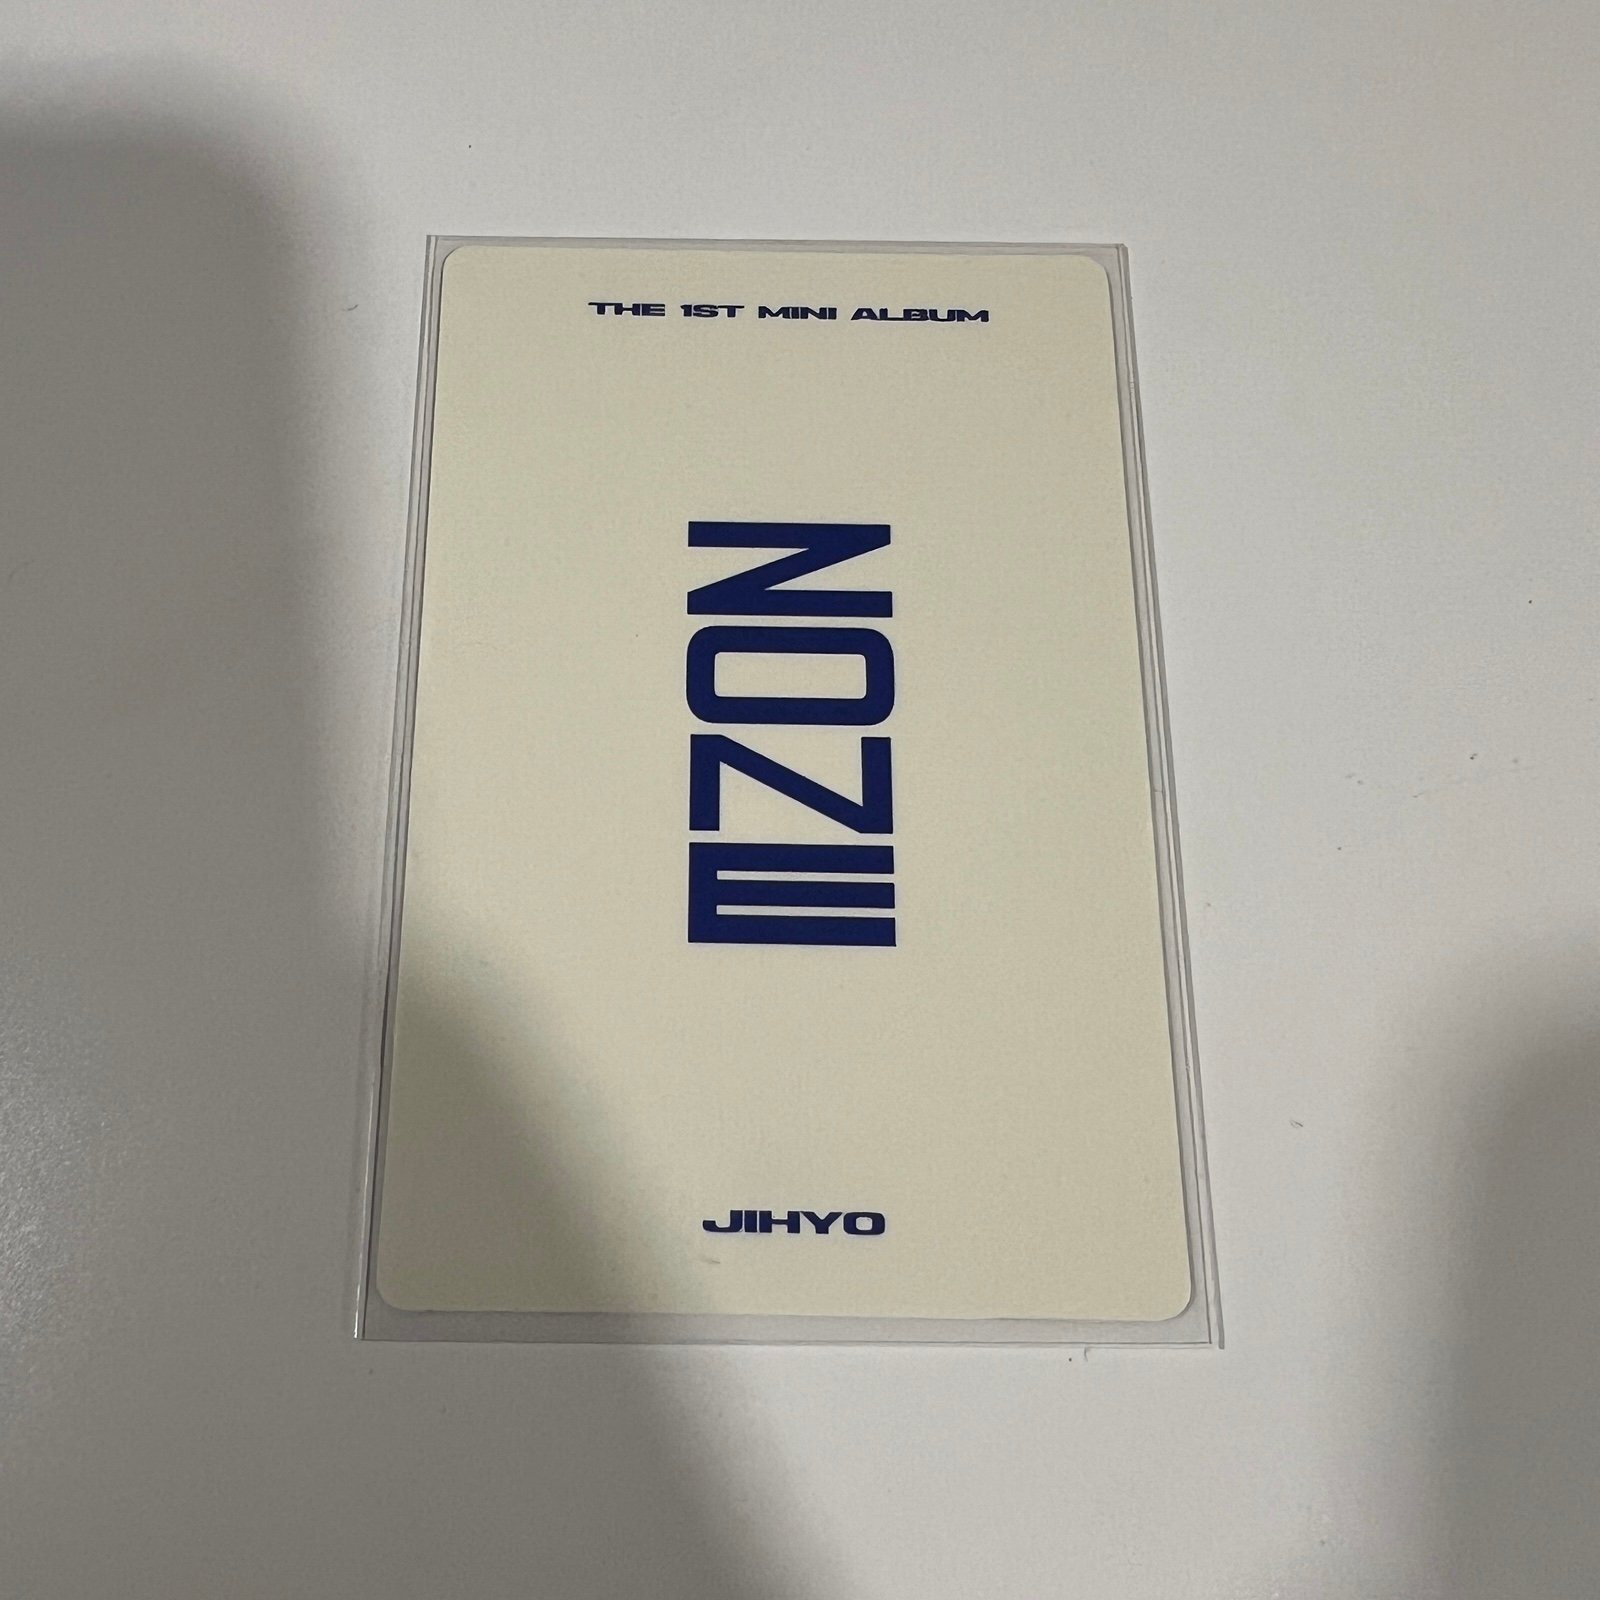 THE 1ST MINI ALBUM
ZONE
JIHYO